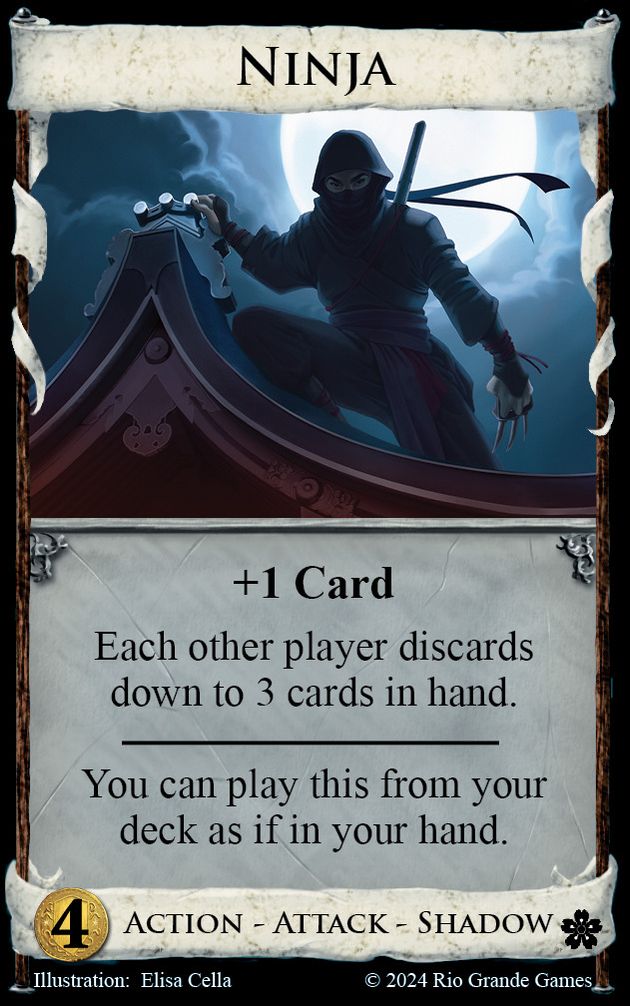 Ninja
+1 Card
Each other player discards
down to 3 cards in hand.
You can play this from your
deck as if in your hand.
4 Action - Attack - Shadow
Illustration: Elisa Cella © 2024 Rio Grande Games